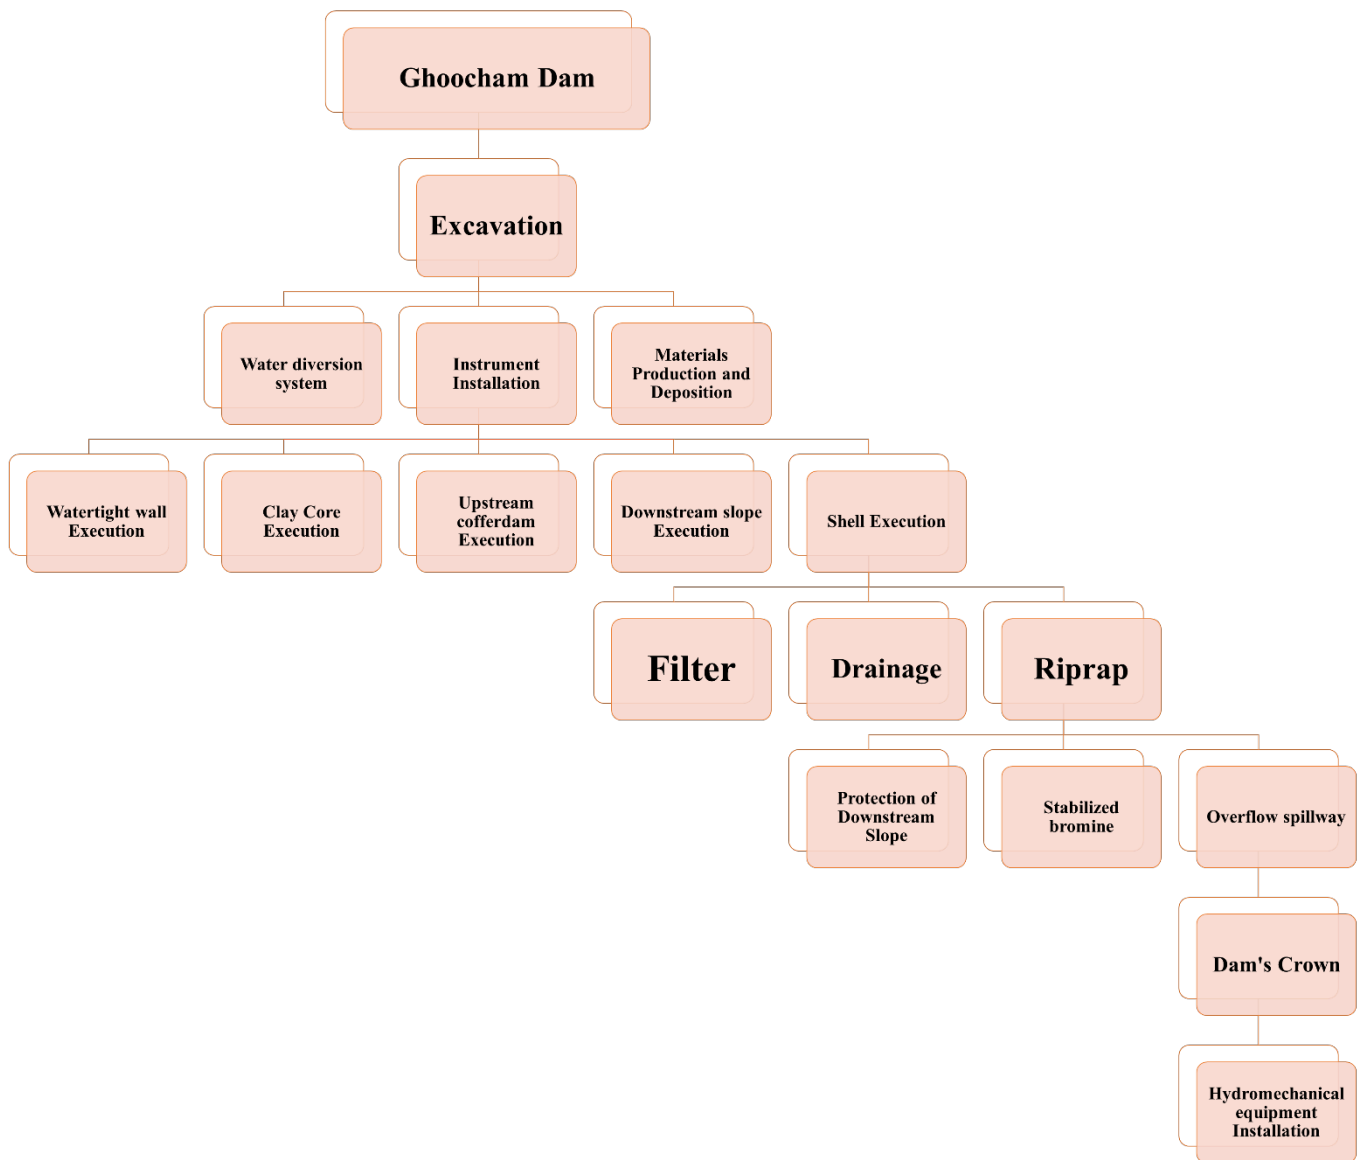 Ghoocham Dam
Excavation
Water diversion
system
Instrument
Installation
Materials
Production and
Deposition
Watertight wall
Execution
Clay Core
Execution
Upstream
cofferdam
Execution
Downstream slope
Execution
Shell Execution
Filter
Drainage
Riprap
Protection of
Downstream
Slope
Stabilized
bromine
Overflow spillway
Dam's Crown
Hydromechanical
equipment
Installation